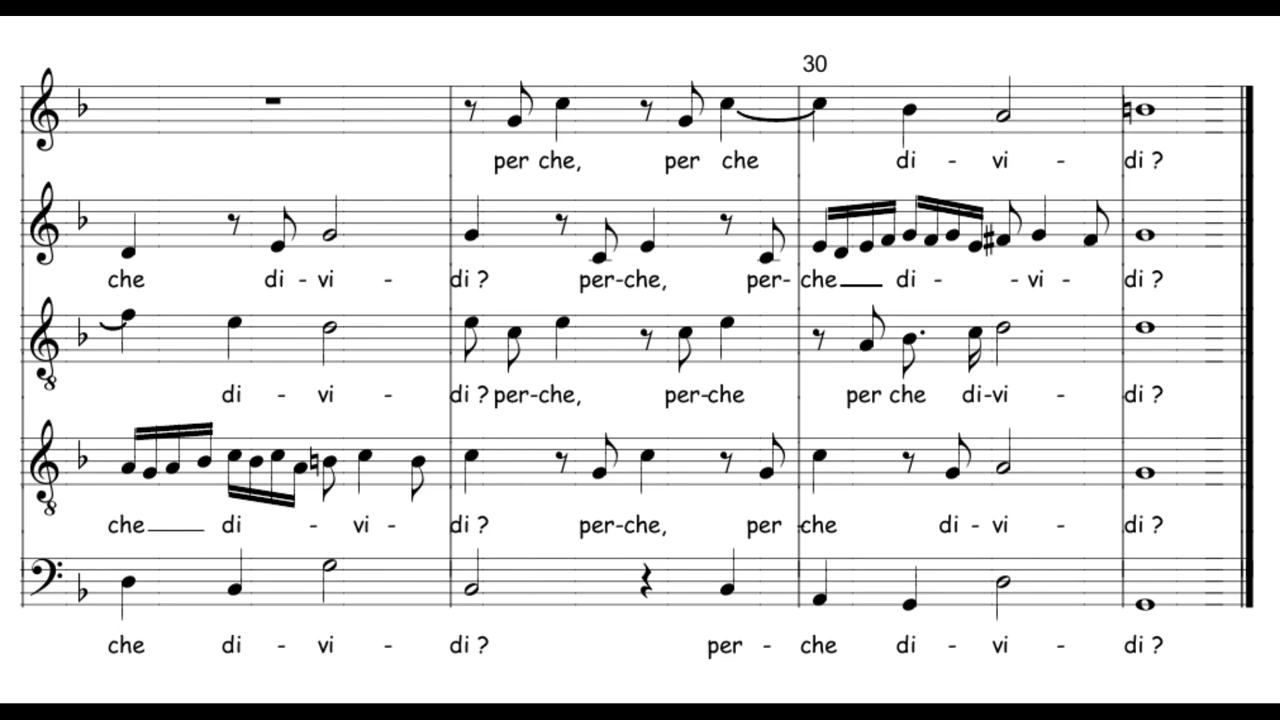 30
per che, per che di - vi - di ?
che di - vi - di ? per-che, per- che di - - vi - di ?
di - vi - di ? per-che, per-che per che di-vi - di ?
che di - vi - di ? per-che, per che di - vi - di ?
che di - vi - di ? per - che di - vi - di ?